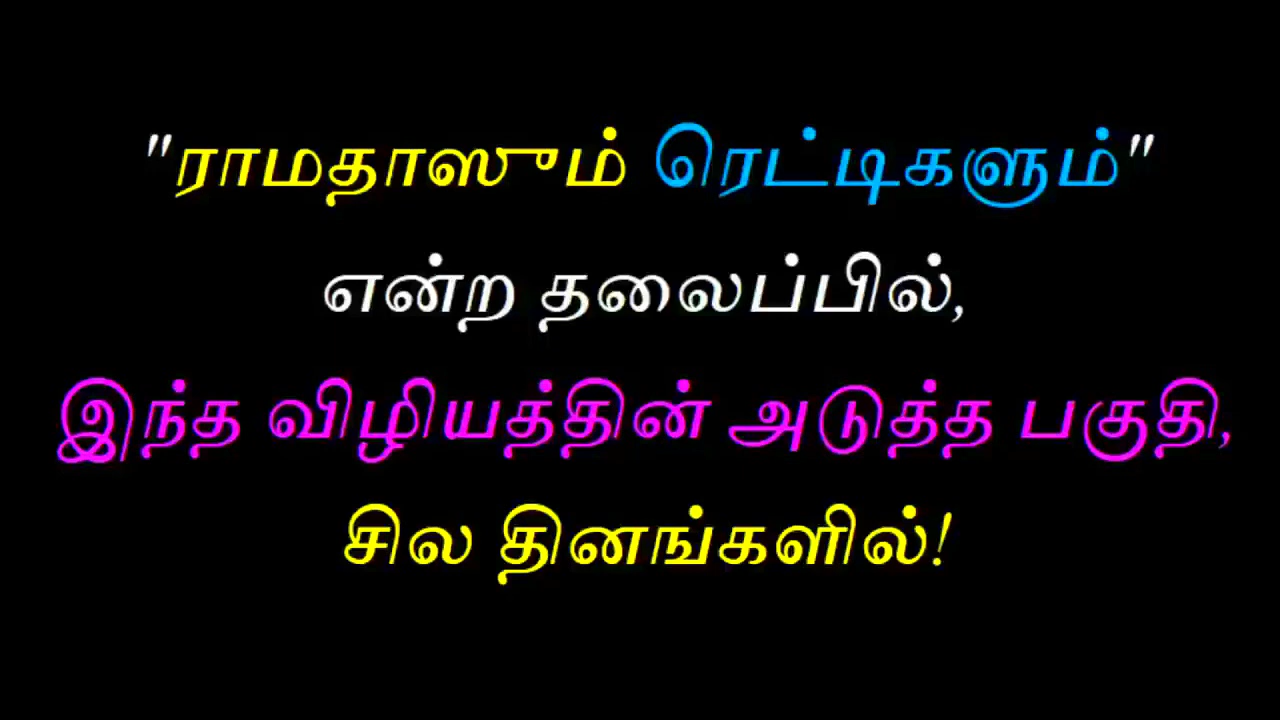 "ராமதாஸும் ரெட்டிகளும்"
என்ற தலைப்பில்,
இந்த விழியத்தின் அடுத்த பகுதி,
சில தினங்களில்!